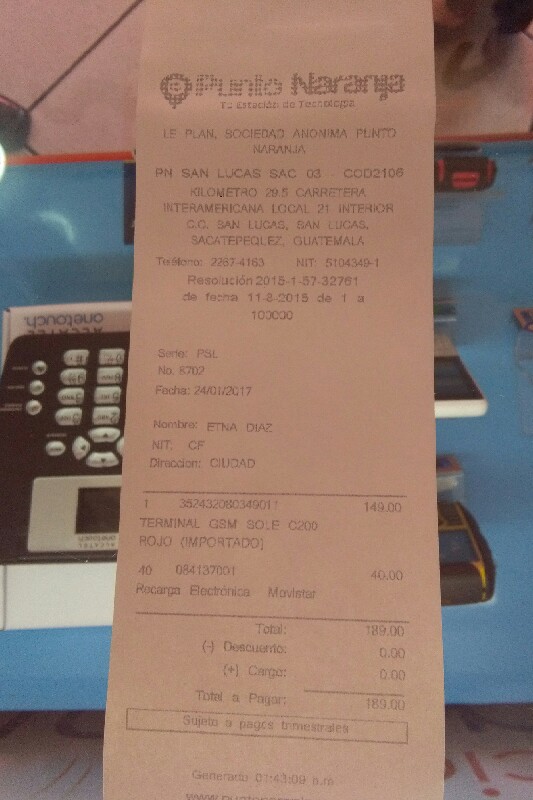 Punto Naranja
Tu Estación de Tecnología
LE PLAN, SOCIEDAD ANONIMA PUNTO
NARANJA
PN SAN LUCAS SAC 03 COD2106
KILOMETRO 29.5 CARRETERA
INTERAMERICANA LOCAL 21 INTERIOR
C.C. SAN LUCAS, SAN LUCAS,
SACATEPEQUEZ, GUATEMALA
Teléfono: 2267-4163 NIT: 5104349-1
Resolución 2015-1-57-32761
de fecha 11-8-2015 de 1 a
100000
Serie: PSL
No. 8702
Fecha: 24/01/2017
Nombre: ETNA DIAZ
NIT: CF
Direccion: CIUDAD
1 352432080349011 149.00
TERMINAL GSM SOLE C200
ROJO (IMPORTADO)
40 084137001 40.00
Recarga Electrónica Movistar
Total: 189.00
(-) Descuento: 0.00
(+) Cargo: 0.00
Total a Pagar: 189.00
Sujeto a pagos trimestrales
Generado 01:43:09 p.m
ALCATEL
onetouch.